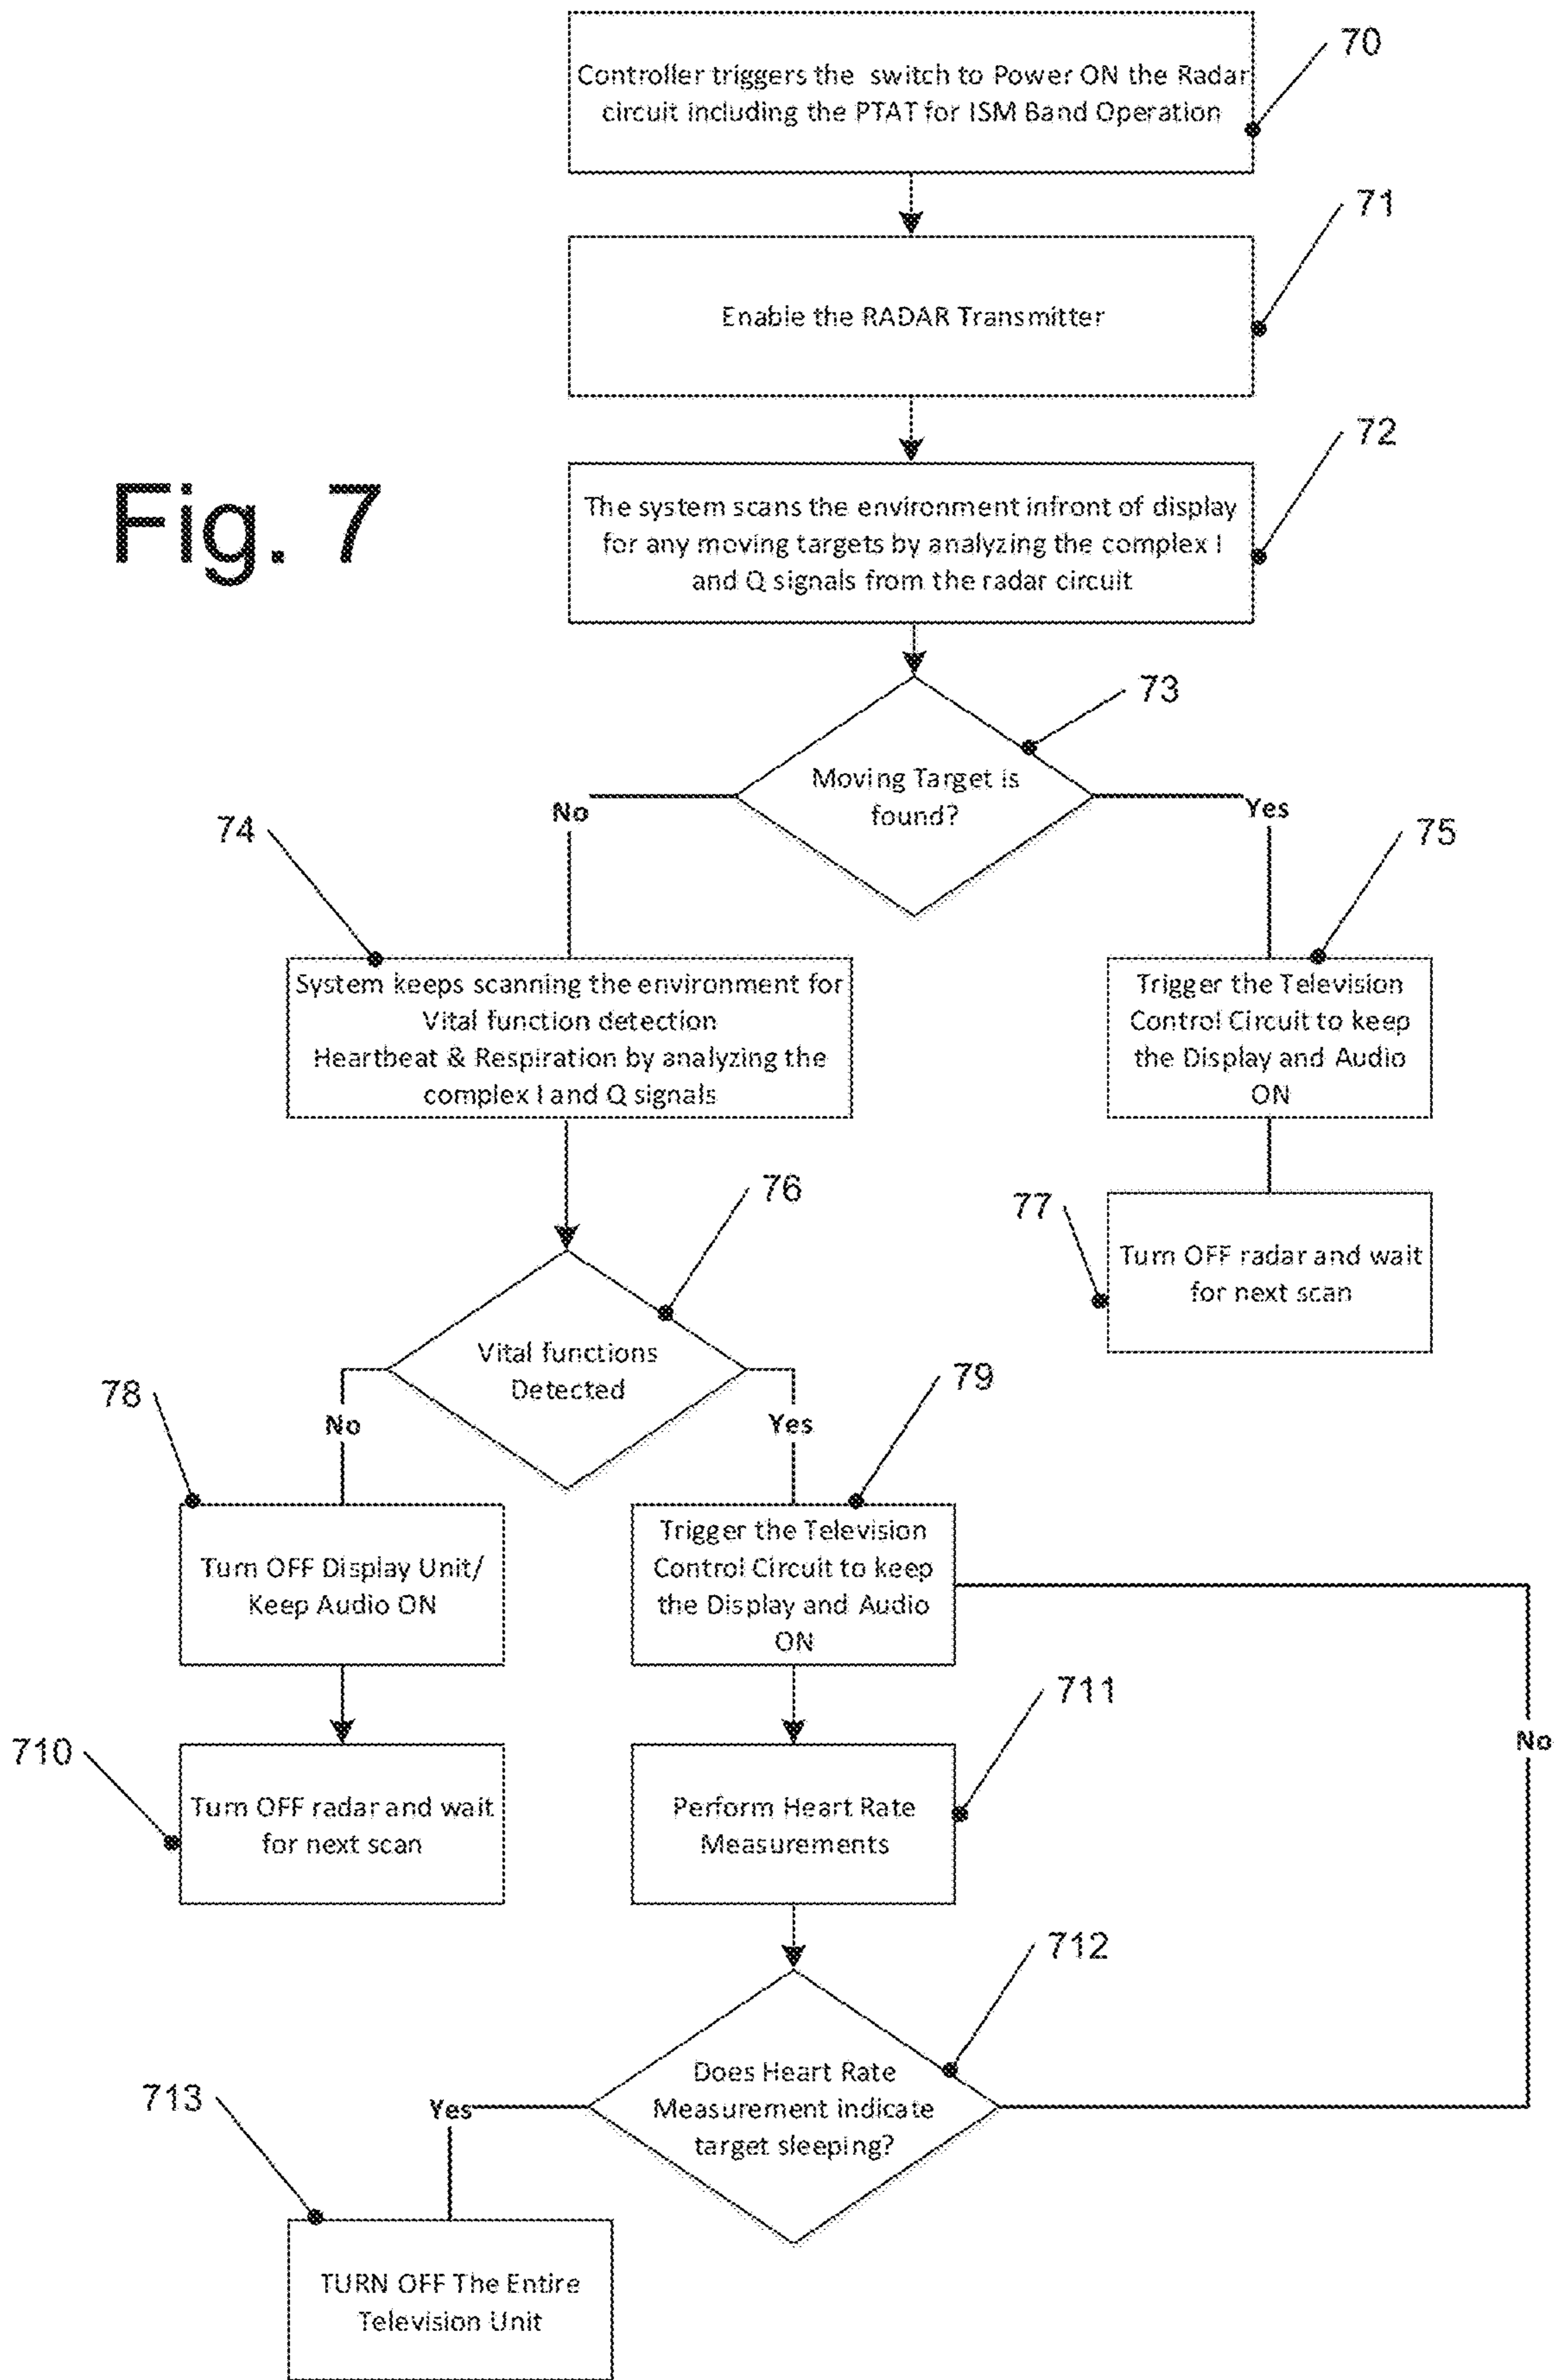 70
Controller triggers the switch to Power ON the Radar
circuit including the PTAT for ISM Band Operation
71
Enable the RADAR Transmitter
72
Fig. 7
The system scans the environment infront of display
for any moving targets by analyzing the complex I
and Q signals from the radar circuit
73
Moving Target is
found?
No
Yes
74
75
System keeps scanning the environment for
Vital function detection
Heartbeat & Respiration by analyzing the
complex I and Q signals
Trigger the Television
Control Circuit to keep
the Display and Audio
ON
76
77
Turn OFF radar and wait
for next scan
Vital functions
Detected
78
79
No
Yes
Turn OFF Display Unit/
Keep Audio ON
Trigger the Television
Control Circuit to keep
the Display and Audio
ON
710
711
No
Turn OFF radar and wait
for next scan
Perform Heart Rate
Measurements
712
Does Heart Rate
Measurement indicate
target sleeping?
713
Yes
TURN OFF The Entire
Television Unit